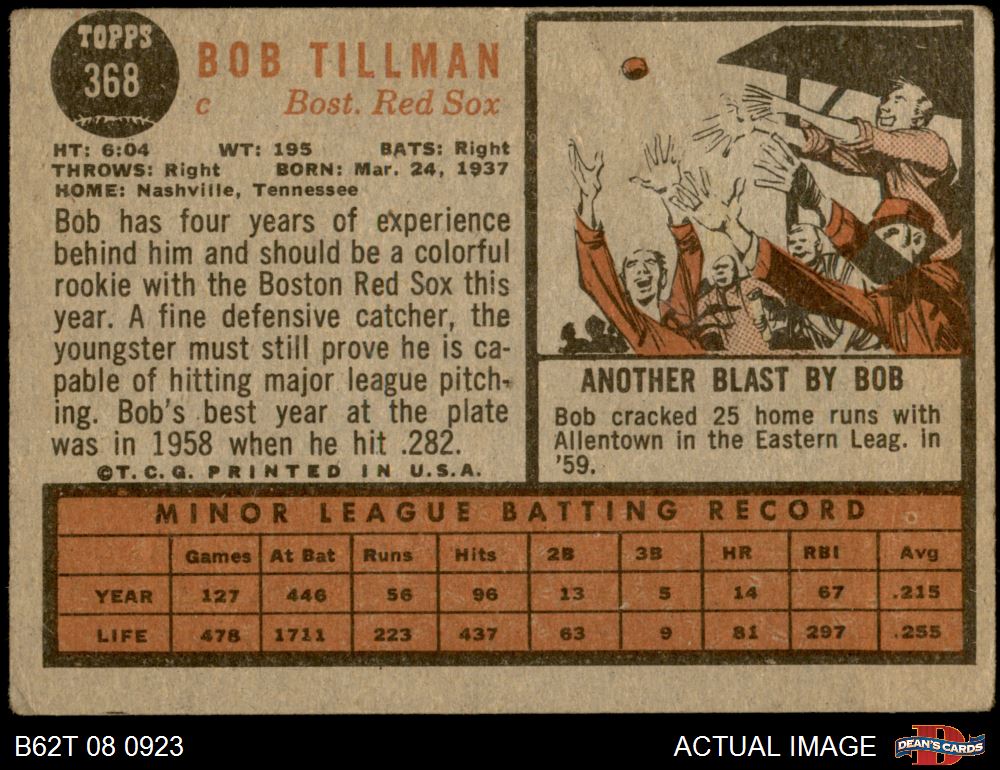 TOPPS
368
BOB TILLMAN
c Bost. Red Sox
HT: 6:04 WT: 195 BATS: Right
THROWS: Right BORN: Mar. 24, 1937
HOME: Nashville, Tennessee
Bob has four years of experience
behind him and should be a colorful
rookie with the Boston Red Sox this
year. A fine defensive catcher, the
youngster must still prove he is ca-
pable of hitting major league pitch-
ing. Bob's best year at the plate
was in 1958 when he hit .282.
©T.C.G. PRINTED IN U.S.A.
ANOTHER BLAST BY BOB
Bob cracked 25 home runs with
Allentown in the Eastern Leag. in
'59.
MINOR LEAGUE BATTING RECORD
Games At Bat Runs Hits 2B 3B HR RBI Avg
YEAR 127 446 56 96 13 5 14 67 .215
LIFE 478 1711 223 437 63 9 81 297 .255
B62T 08 0923
ACTUAL IMAGE
D
DEAN'S CARDS